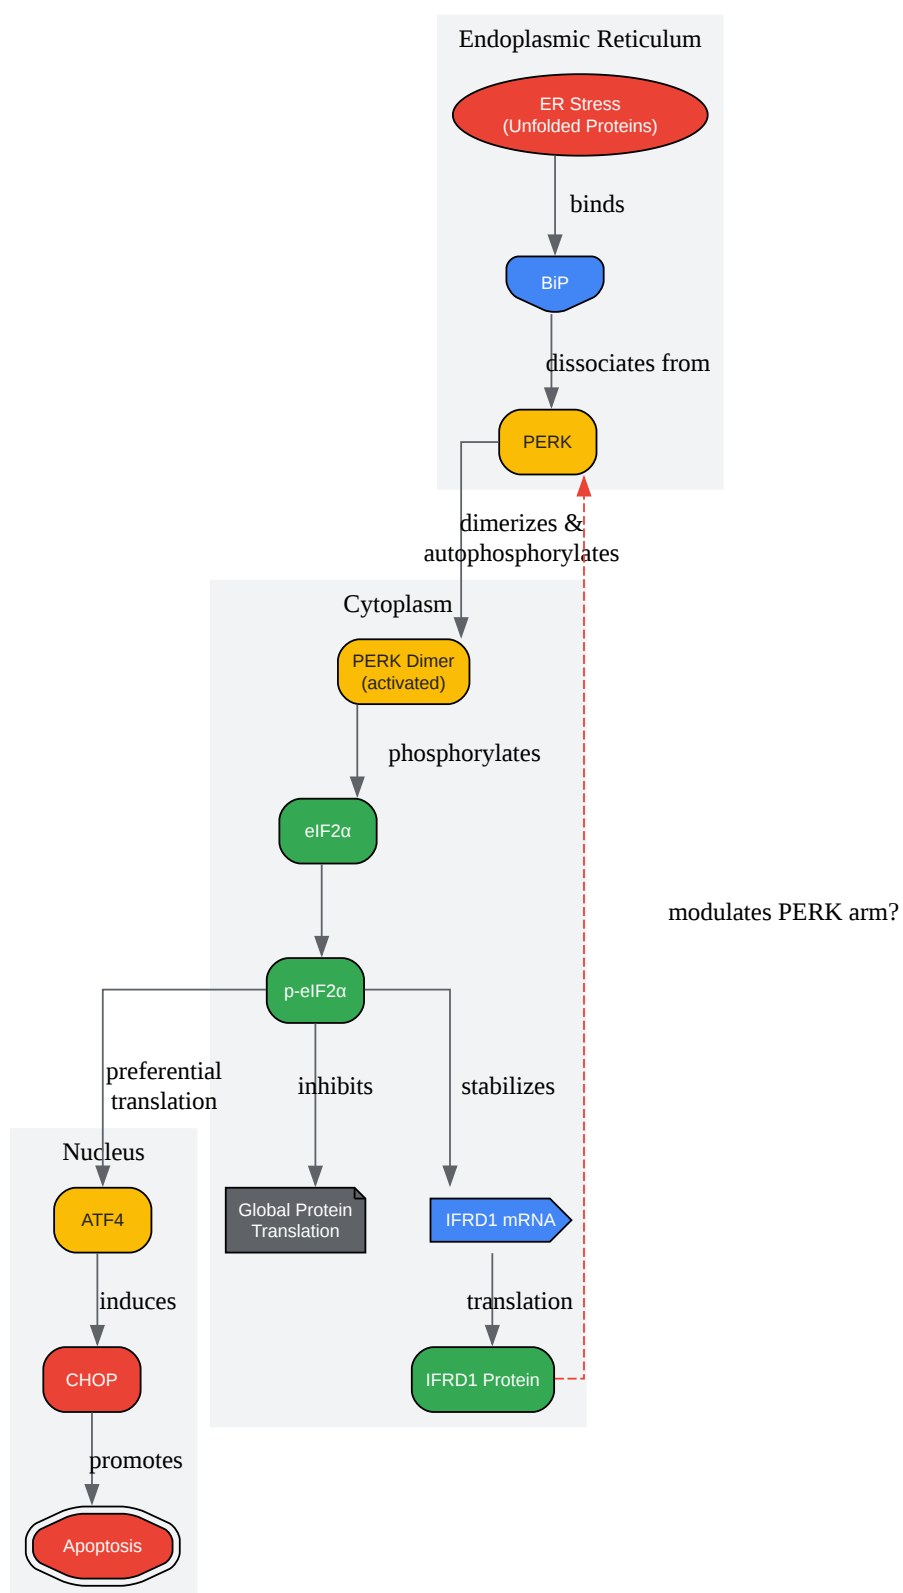 Endoplasmic Reticulum
ER Stress
(Unfolded Proteins)
binds
BiP
dissociates from
PERK
dimerizes &
autophosphorylates
Cytoplasm
PERK Dimer
(activated)
phosphorylates
eIF2α
modulates PERK arm?
p-eIF2α
preferential
translation
inhibits
stabilizes
Nucleus
ATF4
Global Protein
Translation
IFRD1 mRNA
induces
translation
CHOP
IFRD1 Protein
promotes
Apoptosis